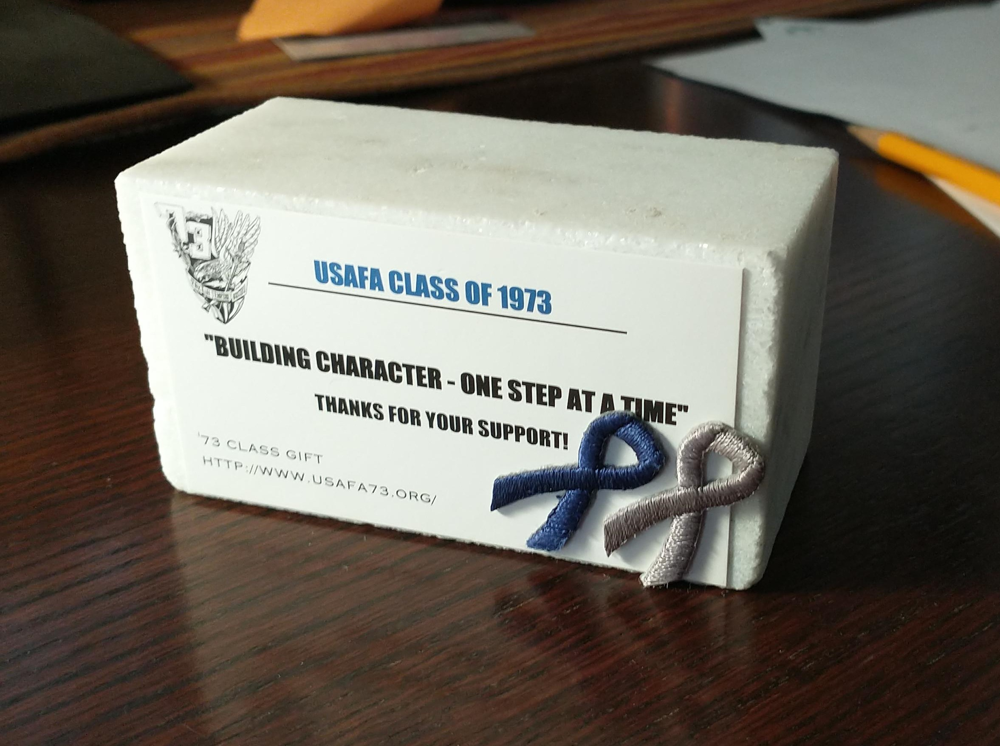 73
USAFA CLASS OF 1973
"BUILDING CHARACTER - ONE STEP AT A TIME"
THANKS FOR YOUR SUPPORT!
'73 CLASS GIFT
HTTP://WWW.USAFA73.ORG/